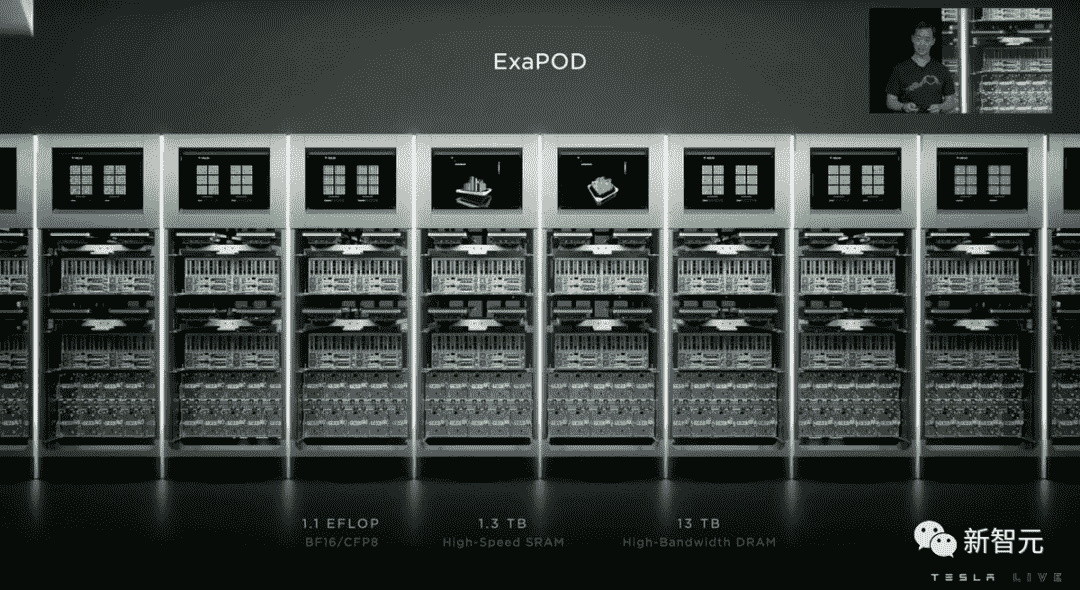 ExaPOD
1.1 EFLOP
BF16/CFP8
1.3 TB
High-Speed SRAM
13 TB
High-Bandwidth DRAM
新智元
TESLA LIVE